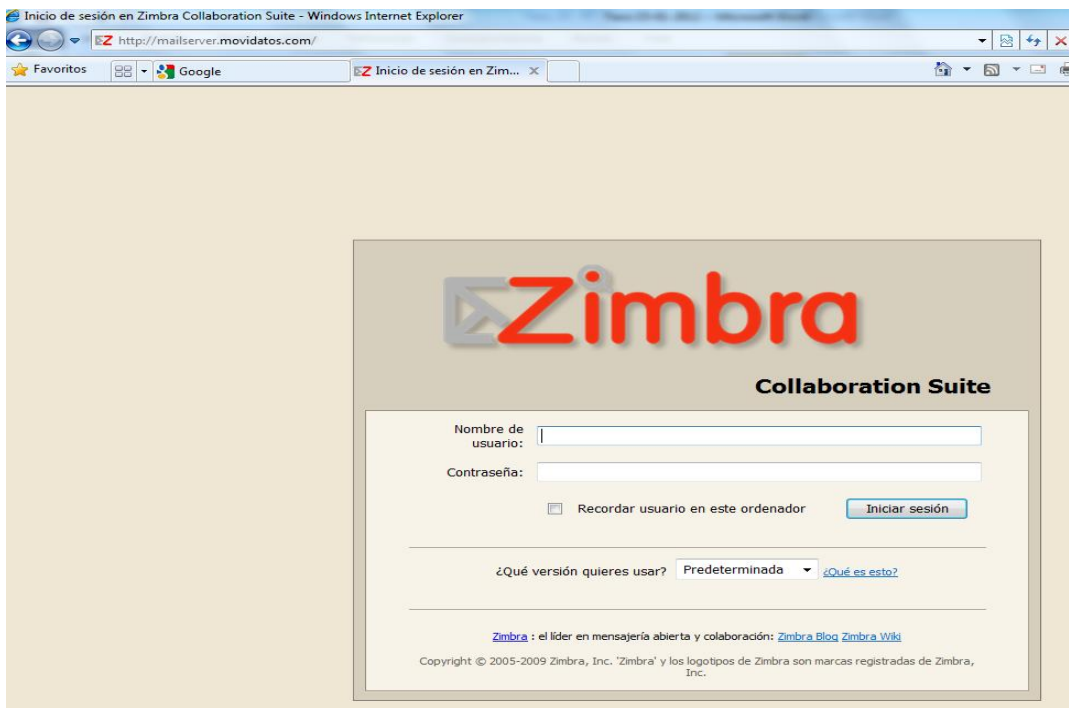 Inicio de sesión en Zimbra Collaboration Suite - Windows Internet Explorer
http://mailserver.movidatos.com/
Favoritos
Google
Inicio de sesión en Zim...
Zimbra
Collaboration Suite
Nombre de
usuario:
Contraseña:
Recordar usuario en este ordenador
Iniciar sesión
¿Qué versión quieres usar? Predeterminada ¿Qué es esto?
Zimbra : el líder en mensajería abierta y colaboración: Zimbra Blog Zimbra Wiki
Copyright © 2005-2009 Zimbra, Inc. 'Zimbra' y los logotipos de Zimbra son marcas registradas de Zimbra,
Inc.